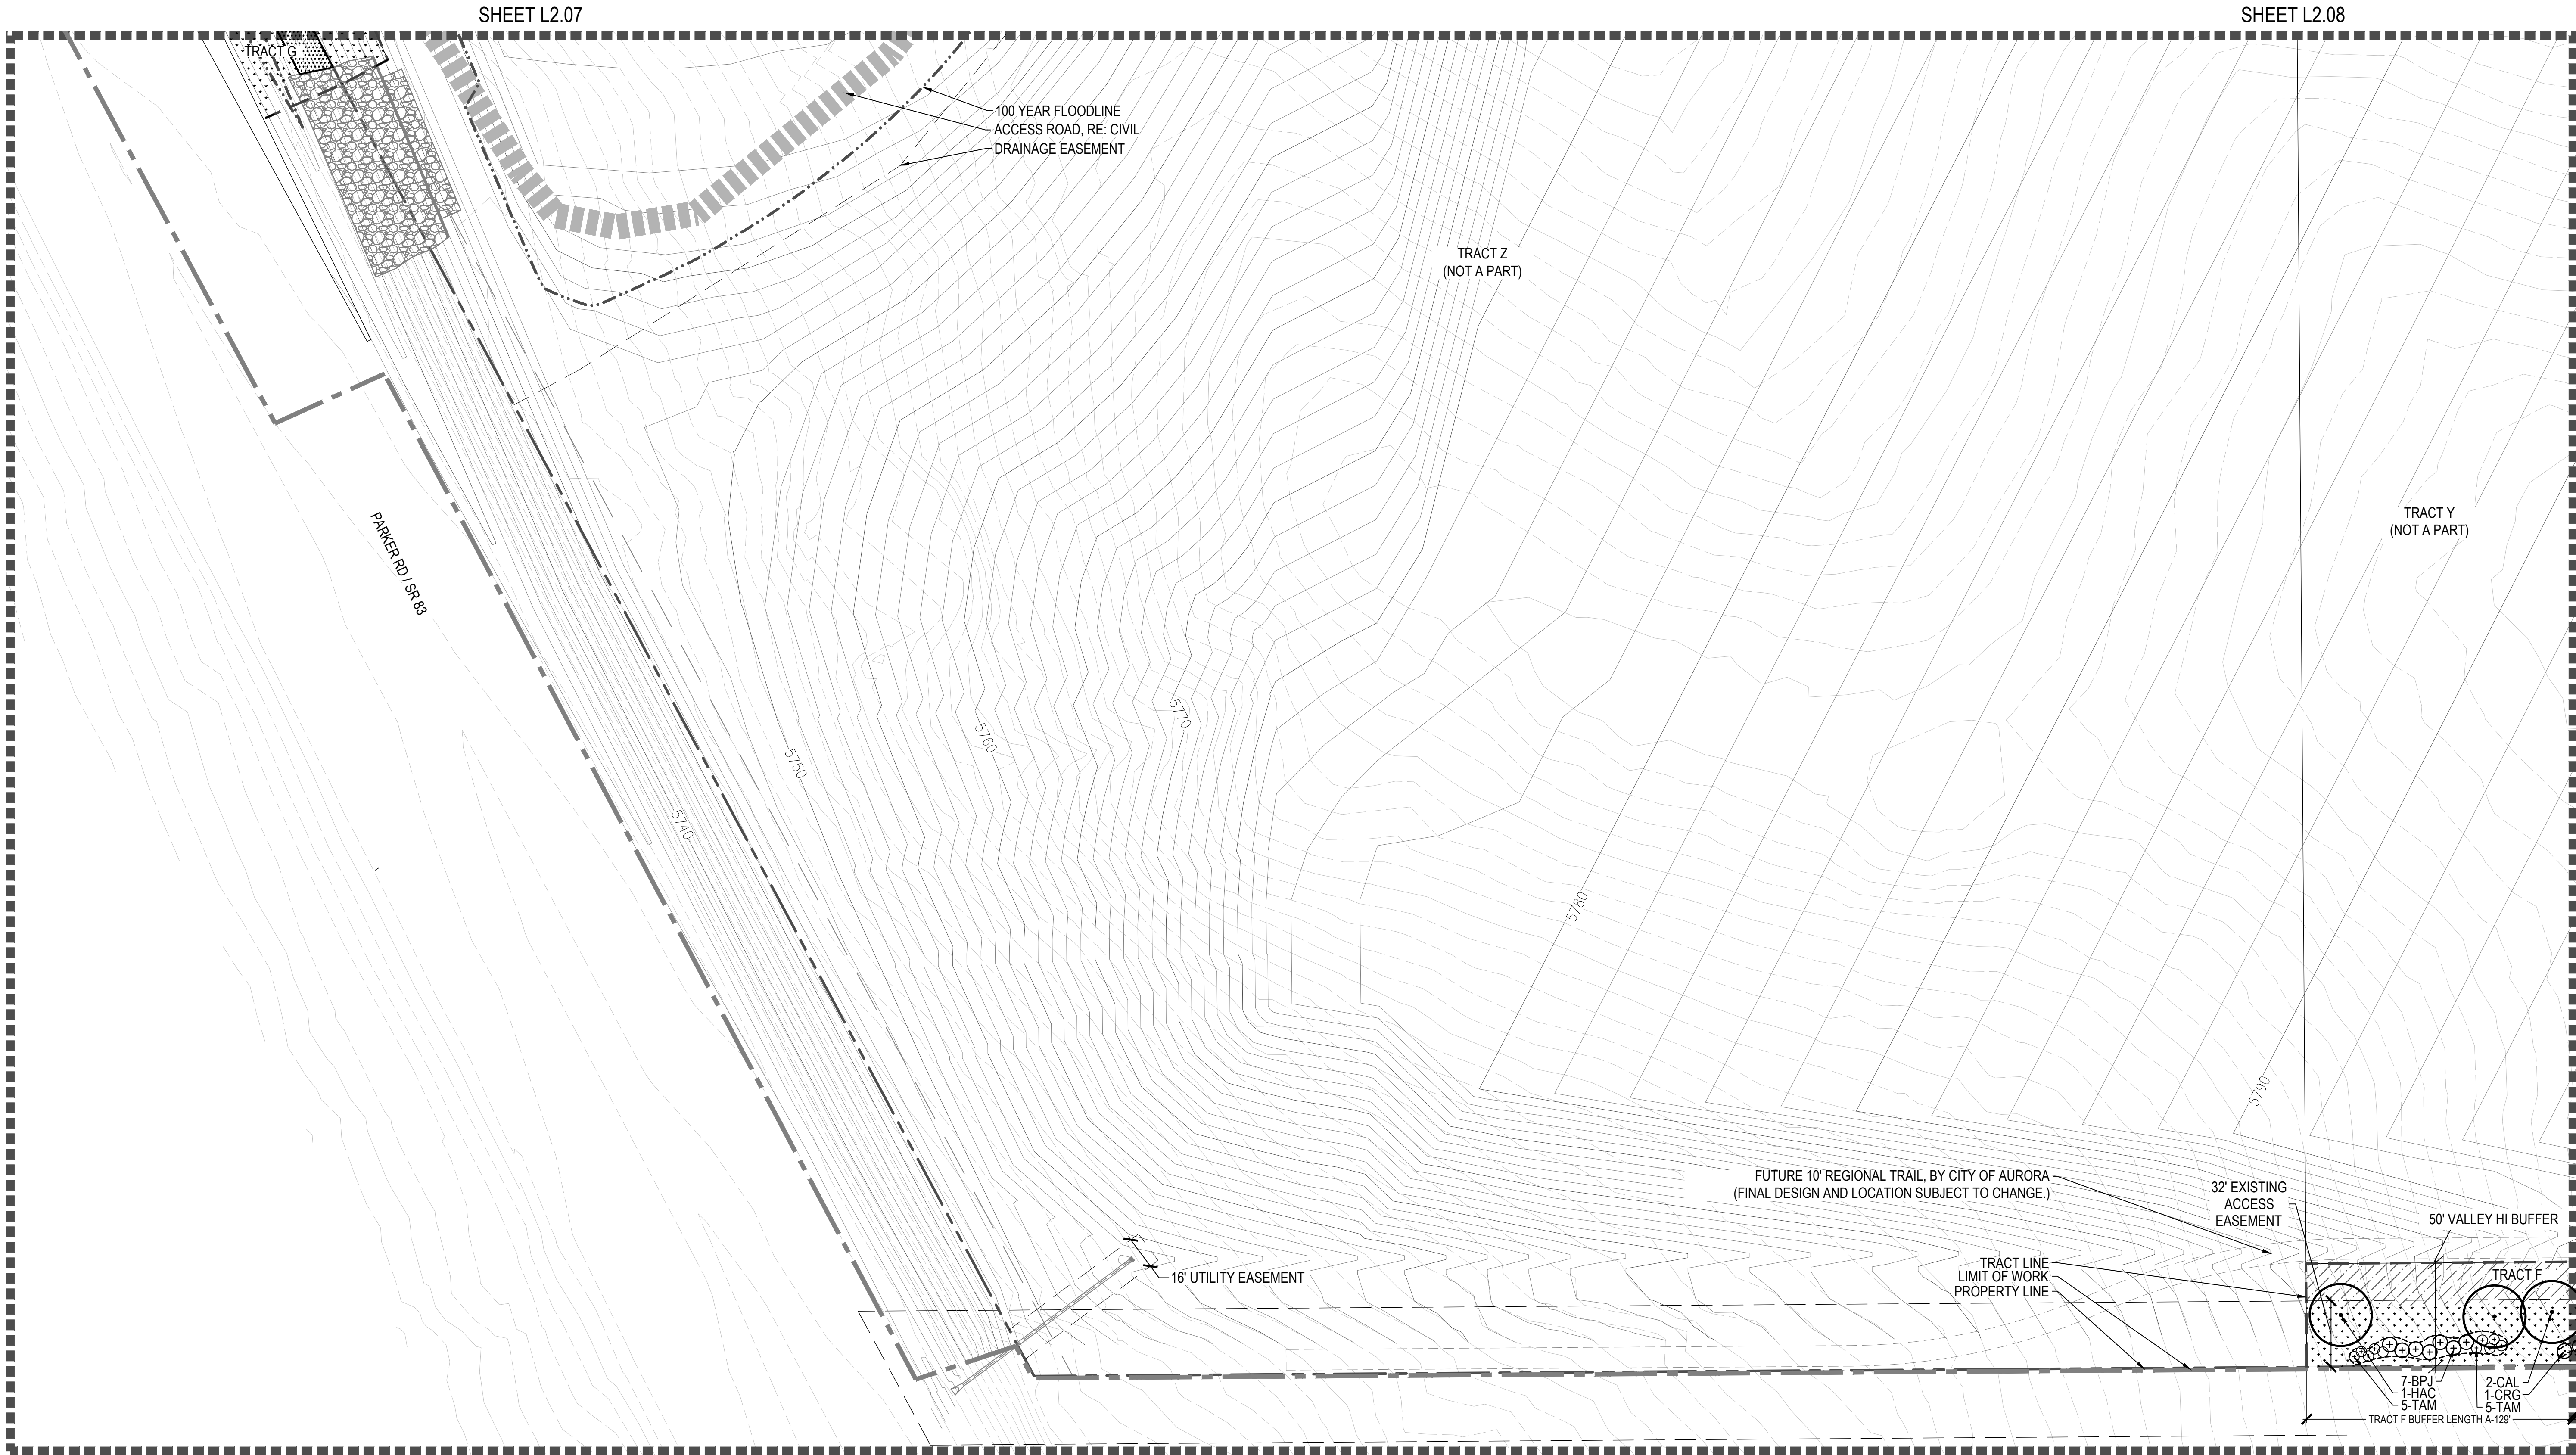 SHEET L2.07
SHEET L2.08
TRACT G
100 YEAR FLOODLINE
ACCESS ROAD, RE: CIVIL
DRAINAGE EASEMENT
TRACT Z
(NOT A PART)
TRACT Y
(NOT A PART)
PARKER RD / SR 83
5770
5760
5750
5740
5780
5790
FUTURE 10' REGIONAL TRAIL, BY CITY OF AURORA
(FINAL DESIGN AND LOCATION SUBJECT TO CHANGE.)
32' EXISTING
ACCESS
EASEMENT
50' VALLEY HI BUFFER
TRACT LINE
LIMIT OF WORK
PROPERTY LINE
16' UTILITY EASEMENT
TRACT F
7-BPJ
1-HAC
5-TAM
2-CAL
1-CRG
5-TAM
TRACT F BUFFER LENGTH A-129'